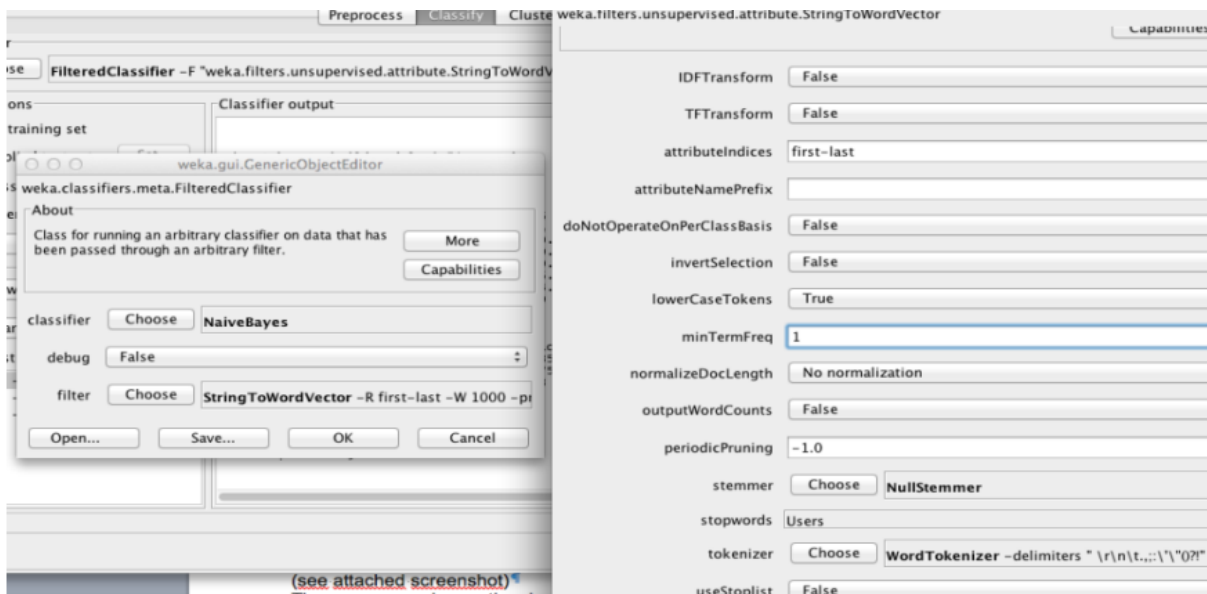 Preprocess Classify Cluste weka.filters.unsupervised.attribute.StringToWordVector
Capabilities
r
ose FilteredClassifier -F "weka.filters.unsupervised.attribute.StringToWordV
ons Classifier output
training set
weka.gui.GenericObjectEditor
weka.classifiers.meta.FilteredClassifier
About
Class for running an arbitrary classifier on data that has
been passed through an arbitrary filter.
More
Capabilities
classifier Choose NaiveBayes
debug False
filter Choose StringToWordVector -R first-last -W 1000 -pr
Open... Save... OK Cancel
IDFTransform False
TFTransform False
attributeIndices first-last
attributeNamePrefix
doNotOperateOnPerClassBasis False
invertSelection False
lowerCaseTokens True
minTermFreq 1
normalizeDocLength No normalization
outputWordCounts False
periodicPruning -1.0
stemmer Choose NullStemmer
stopwords Users
tokenizer Choose WordTokenizer -delimiters " \r\n\t.,;:\'\"()?!"
useStoplist False
(see attached screenshot)